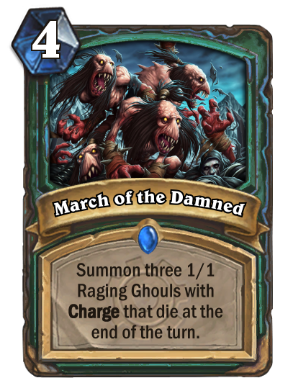 4
March of the Damned
Summon three 1/1
Raging Ghouls with
Charge that die at the
end of the turn.